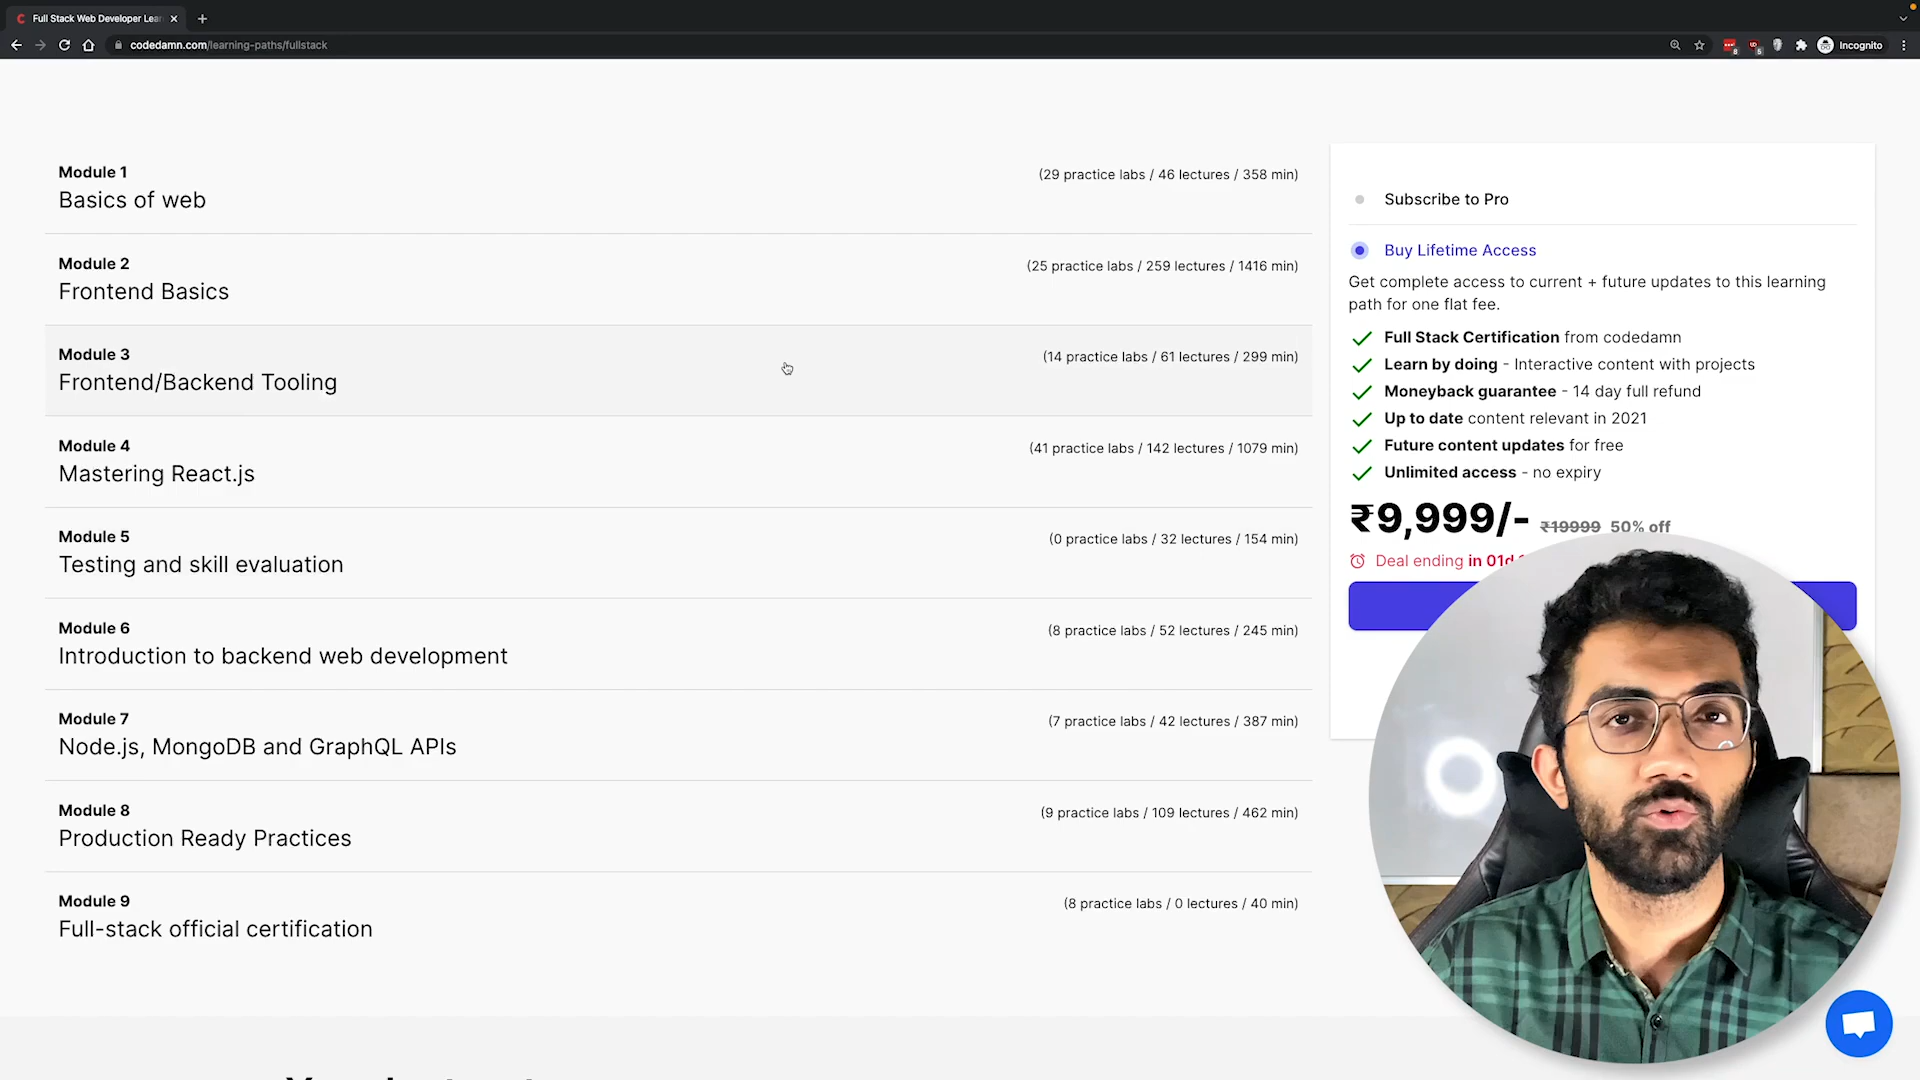 Full Stack Web Developer Lear
codedamn.com/learning-paths/fullstack
Incognito
Module 1
(29 practice labs / 46 lectures / 358 min)
Basics of web
Module 2
(25 practice labs / 259 lectures / 1416 min)
Frontend Basics
Module 3
(14 practice labs / 61 lectures / 299 min)
Frontend/Backend Tooling
Module 4
(41 practice labs / 142 lectures / 1079 min)
Mastering React.js
Module 5
(0 practice labs / 32 lectures / 154 min)
Testing and skill evaluation
Module 6
(8 practice labs / 52 lectures / 245 min)
Introduction to backend web development
Module 7
(7 practice labs / 42 lectures / 387 min)
Node.js, MongoDB and GraphQL APIs
Module 8
(9 practice labs / 109 lectures / 462 min)
Production Ready Practices
Module 9
(8 practice labs / 0 lectures / 40 min)
Full-stack official certification
Subscribe to Pro
Buy Lifetime Access
Get complete access to current + future updates to this learning
path for one flat fee.
Full Stack Certification from codedamn
Learn by doing - Interactive content with projects
Moneyback guarantee - 14 day full refund
Up to date content relevant in 2021
Future content updates for free
Unlimited access - no expiry
₹9,999/- ₹19999 50% off
Deal ending in 01d